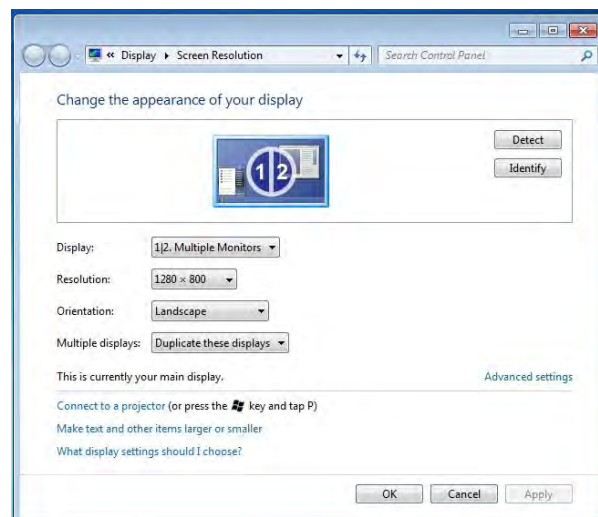 « Display ▸ Screen Resolution Search Control Panel
Change the appearance of your display
1 2
Detect
Identify
Display: 1|2. Multiple Monitors
Resolution: 1280 × 800
Orientation: Landscape
Multiple displays: Duplicate these displays
This is currently your main display. Advanced settings
Connect to a projector (or press the key and tap P)
Make text and other items larger or smaller
What display settings should I choose?
OK Cancel Apply